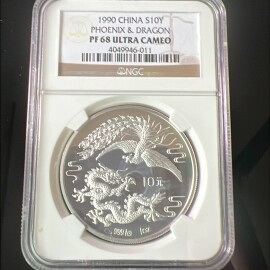 1990 CHINA S10Y
PHOENIX & DRAGON
PF 68 ULTRA CAMEO
4049946-011
NGC
10元
999 Ag 1oz